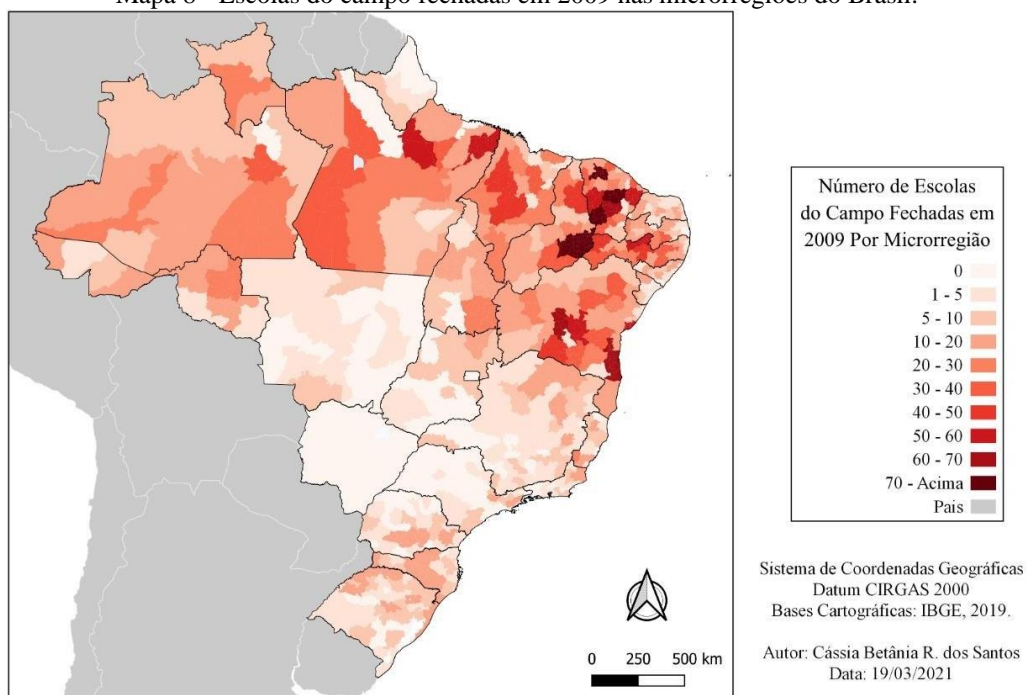 Mapa 8 - Escolas do campo fechadas em 2009 nas microrregiões do Brasil.
Número de Escolas
do Campo Fechadas em
2009 Por Microrregião
0
1 - 5
5 - 10
10 - 20
20 - 30
30 - 40
40 - 50
50 - 60
60 - 70
70 - Acima
Pais
Sistema de Coordenadas Geográficas
Datum CIRGAS 2000
Bases Cartográficas: IBGE, 2019.
Autor: Cássia Betânia R. dos Santos
Data: 19/03/2021
0 250 500 km